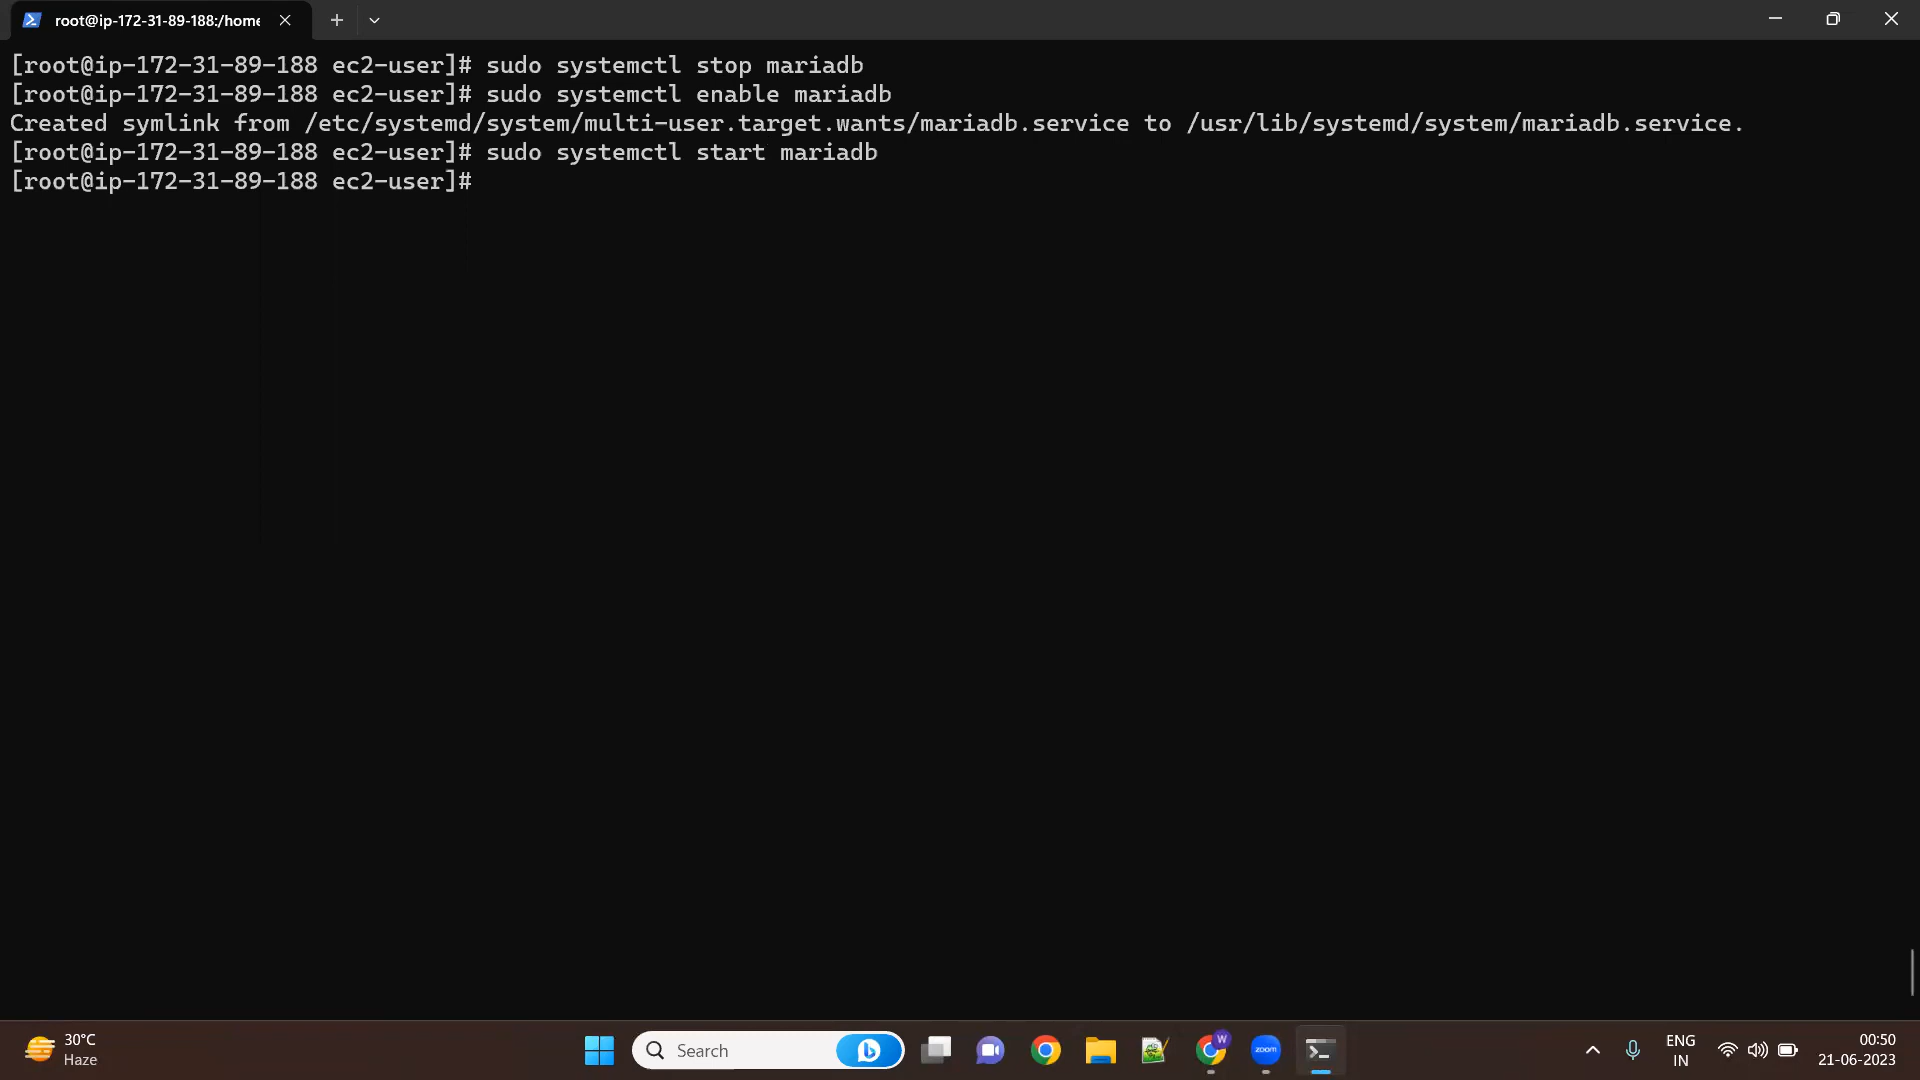 root@ip-172-31-89-188:/home
[root@ip-172-31-89-188 ec2-user]# sudo systemctl stop mariadb
[root@ip-172-31-89-188 ec2-user]# sudo systemctl enable mariadb
Created symlink from /etc/systemd/system/multi-user.target.wants/mariadb.service to /usr/lib/systemd/system/mariadb.service.
[root@ip-172-31-89-188 ec2-user]# sudo systemctl start mariadb
[root@ip-172-31-89-188 ec2-user]#
30°C
Haze
Search
W
zoom
ENG
IN
00:50
21-06-2023